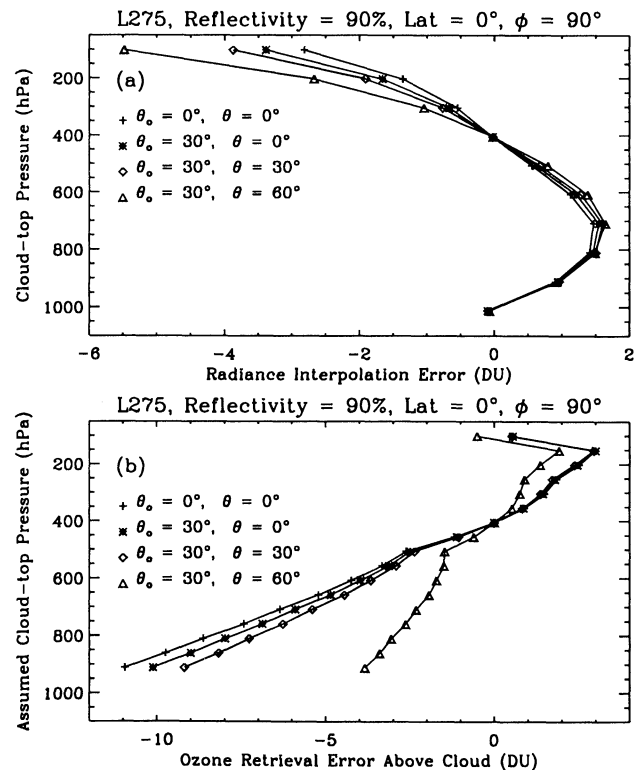 L275, Reflectivity = 90%, Lat = 0°, ϕ = 90°
Cloud-top Pressure (hPa)
200
400
600
800
1000
(a)
+ θₒ = 0°, θ = 0°
✳ θₒ = 30°, θ = 0°
◇ θₒ = 30°, θ = 30°
△ θₒ = 30°, θ = 60°
-6 -4 -2 0 2
Radiance Interpolation Error (DU)
L275, Reflectivity = 90%, Lat = 0°, ϕ = 90°
Assumed Cloud-top Pressure (hPa)
200
400
600
800
1000
(b)
+ θₒ = 0°, θ = 0°
✳ θₒ = 30°, θ = 0°
◇ θₒ = 30°, θ = 30°
△ θₒ = 30°, θ = 60°
-10 -5 0
Ozone Retrieval Error Above Cloud (DU)